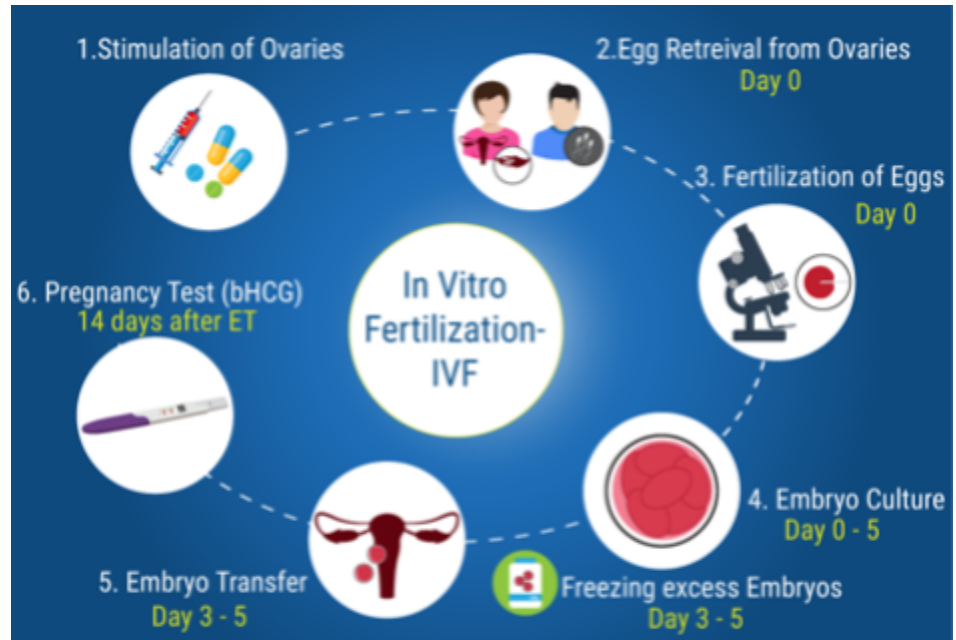 1.Stimulation of Ovaries
2.Egg Retreival from Ovaries
Day 0
3. Fertilization of Eggs
Day 0
In Vitro
Fertilization-
IVF
6. Pregnancy Test (bHCG)
14 days after ET
4. Embryo Culture
Day 0 - 5
5. Embryo Transfer
Day 3 - 5
Freezing excess Embryos
Day 3 - 5